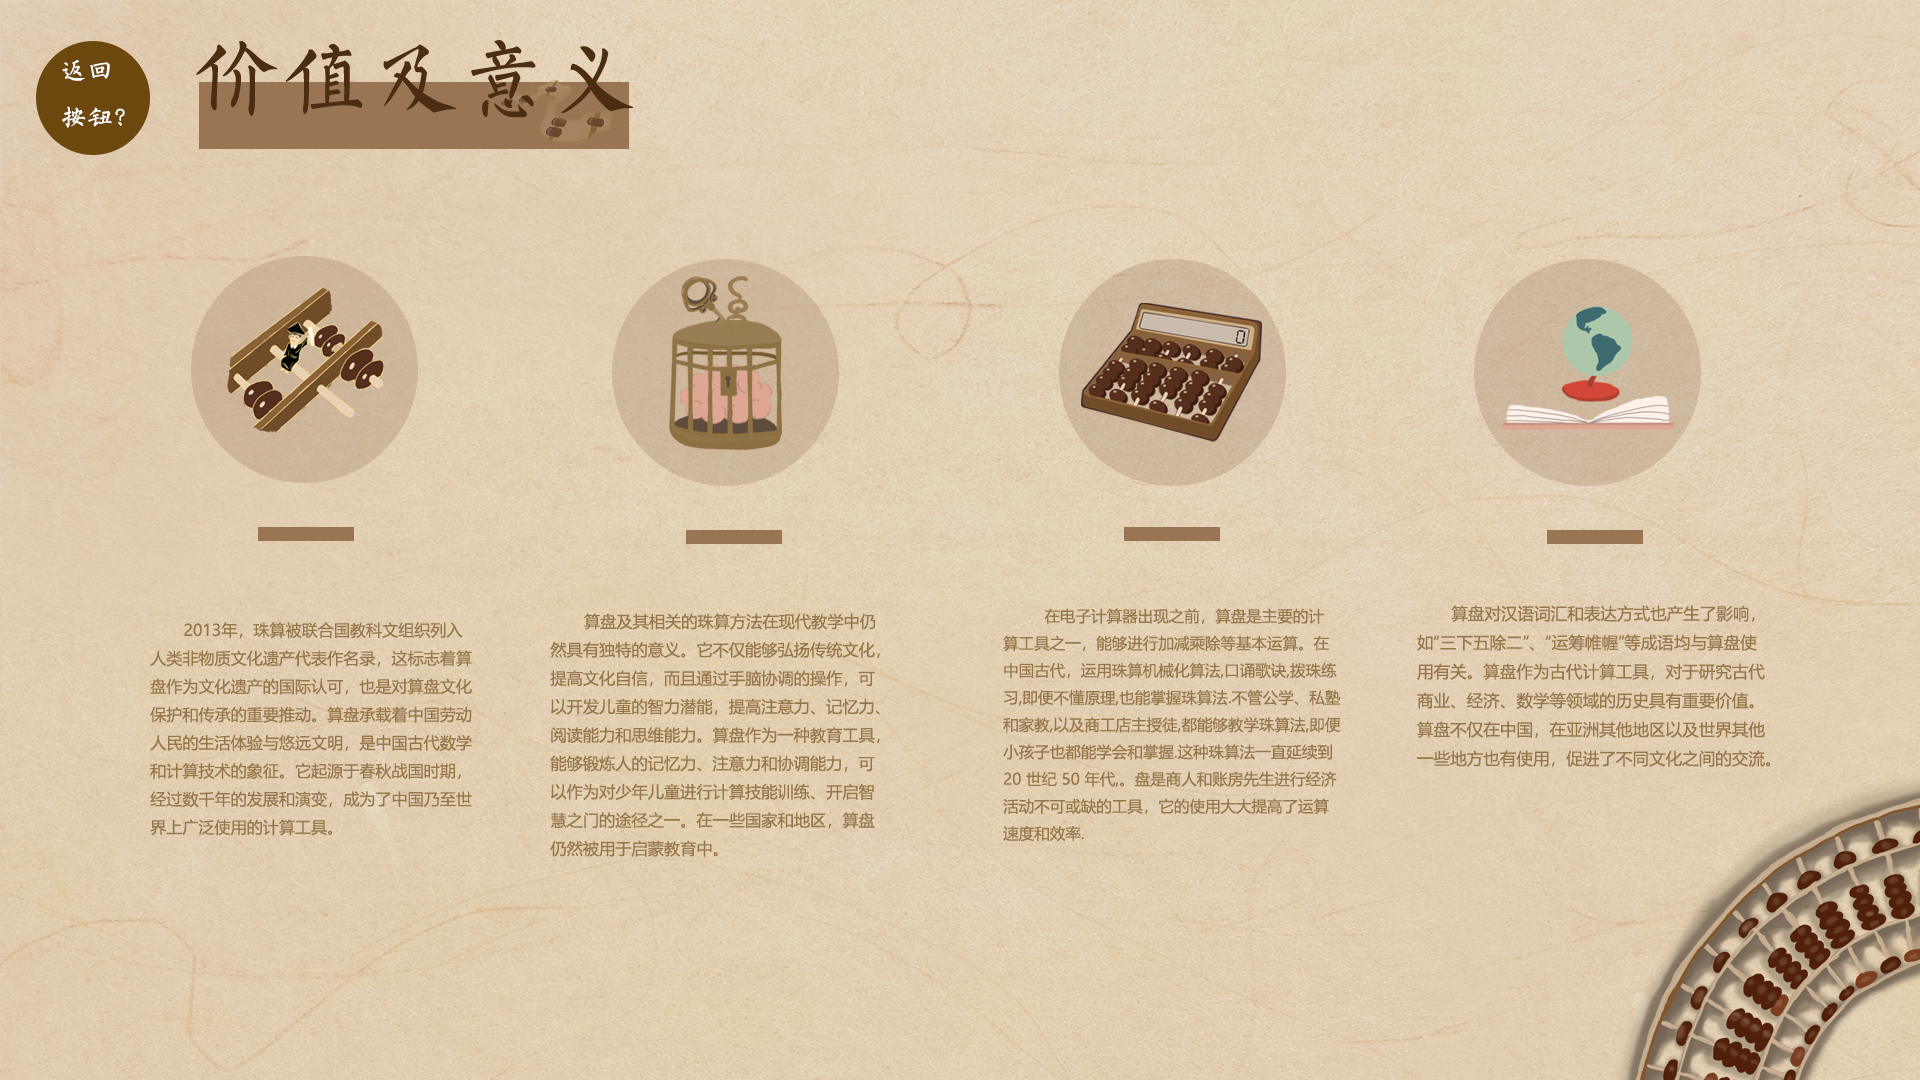 返回
按钮?
价值及意义
0
2013年，珠算被联合国教科文组织列入
人类非物质文化遗产代表作名录，这标志着算
盘作为文化遗产的国际认可，也是对算盘文化
保护和传承的重要推动。算盘承载着中国劳动
人民的生活体验与悠远文明，是中国古代数学
和计算技术的象征。它起源于春秋战国时期，
经过数千年的发展和演变，成为了中国乃至世
界上广泛使用的计算工具。
算盘及其相关的珠算方法在现代教学中仍
然具有独特的意义。它不仅能够弘扬传统文化，
提高文化自信，而且通过手脑协调的操作，可
以开发儿童的智力潜能，提高注意力、记忆力、
阅读能力和思维能力。算盘作为一种教育工具，
能够锻炼人的记忆力、注意力和协调能力，可
以作为对少年儿童进行计算技能训练、开启智
慧之门的途径之一。在一些国家和地区，算盘
仍然被用于启蒙教育中。
在电子计算器出现之前，算盘是主要的计
算工具之一，能够进行加减乘除等基本运算。在
中国古代，运用珠算机械化算法,口诵歌诀,拨珠练
习,即便不懂原理,也能掌握珠算法.不管公学、私塾
和家教,以及商工店主授徒,都能够教学珠算法,即便
小孩子也都能学会和掌握.这种珠算法一直延续到
20 世纪 50 年代,。盘是商人和账房先生进行经济
活动不可或缺的工具，它的使用大大提高了运算
速度和效率.
算盘对汉语词汇和表达方式也产生了影响，
如“三下五除二”、“运筹帷幄”等成语均与算盘使
用有关。算盘作为古代计算工具，对于研究古代
商业、经济、数学等领域的历史具有重要价值。
算盘不仅在中国，在亚洲其他地区以及世界其他
一些地方也有使用，促进了不同文化之间的交流。